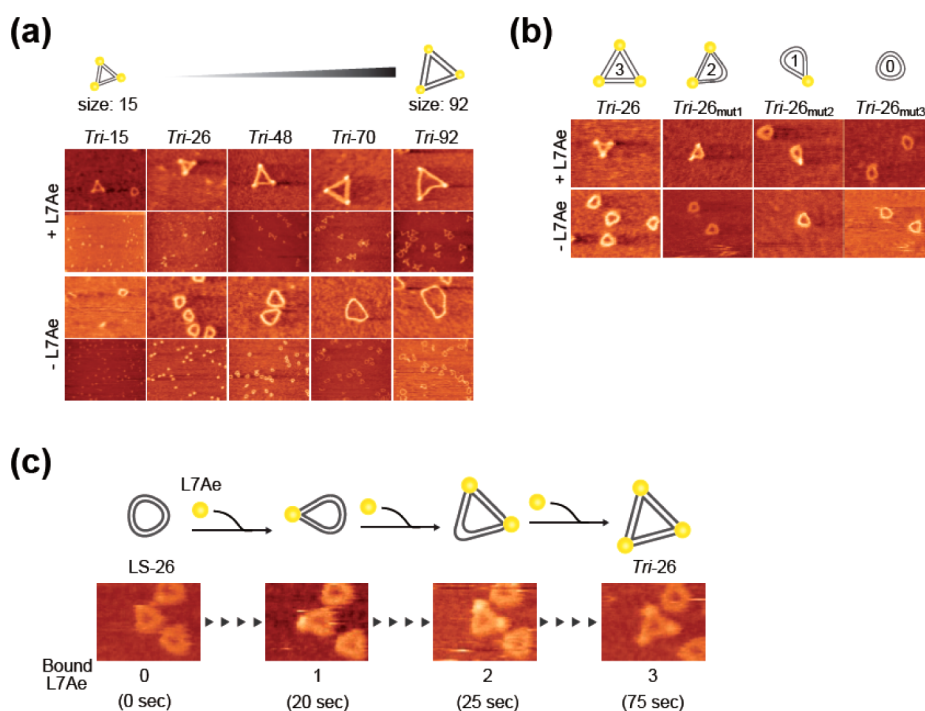 (a)
size: 15
size: 92
Tri-15 Tri-26 Tri-48 Tri-70 Tri-92
+ L7Ae
- L7Ae
(b)
3 2 1 0
Tri-26 Tri-26mut1 Tri-26mut2 Tri-26mut3
+ L7Ae
- L7Ae
(c)
L7Ae
LS-26
Tri-26
Bound L7Ae
0 1 2 3
(0 sec) (20 sec) (25 sec) (75 sec)